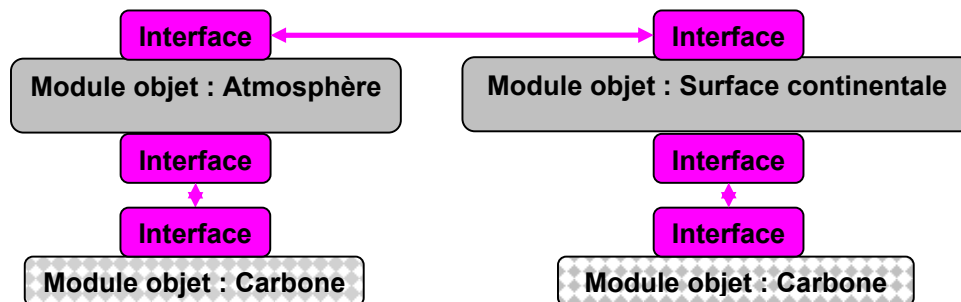 Interface
Interface
Module objet : Atmosphère
Module objet : Surface continentale
Interface
Interface
Interface
Interface
Module objet : Carbone
Module objet : Carbone